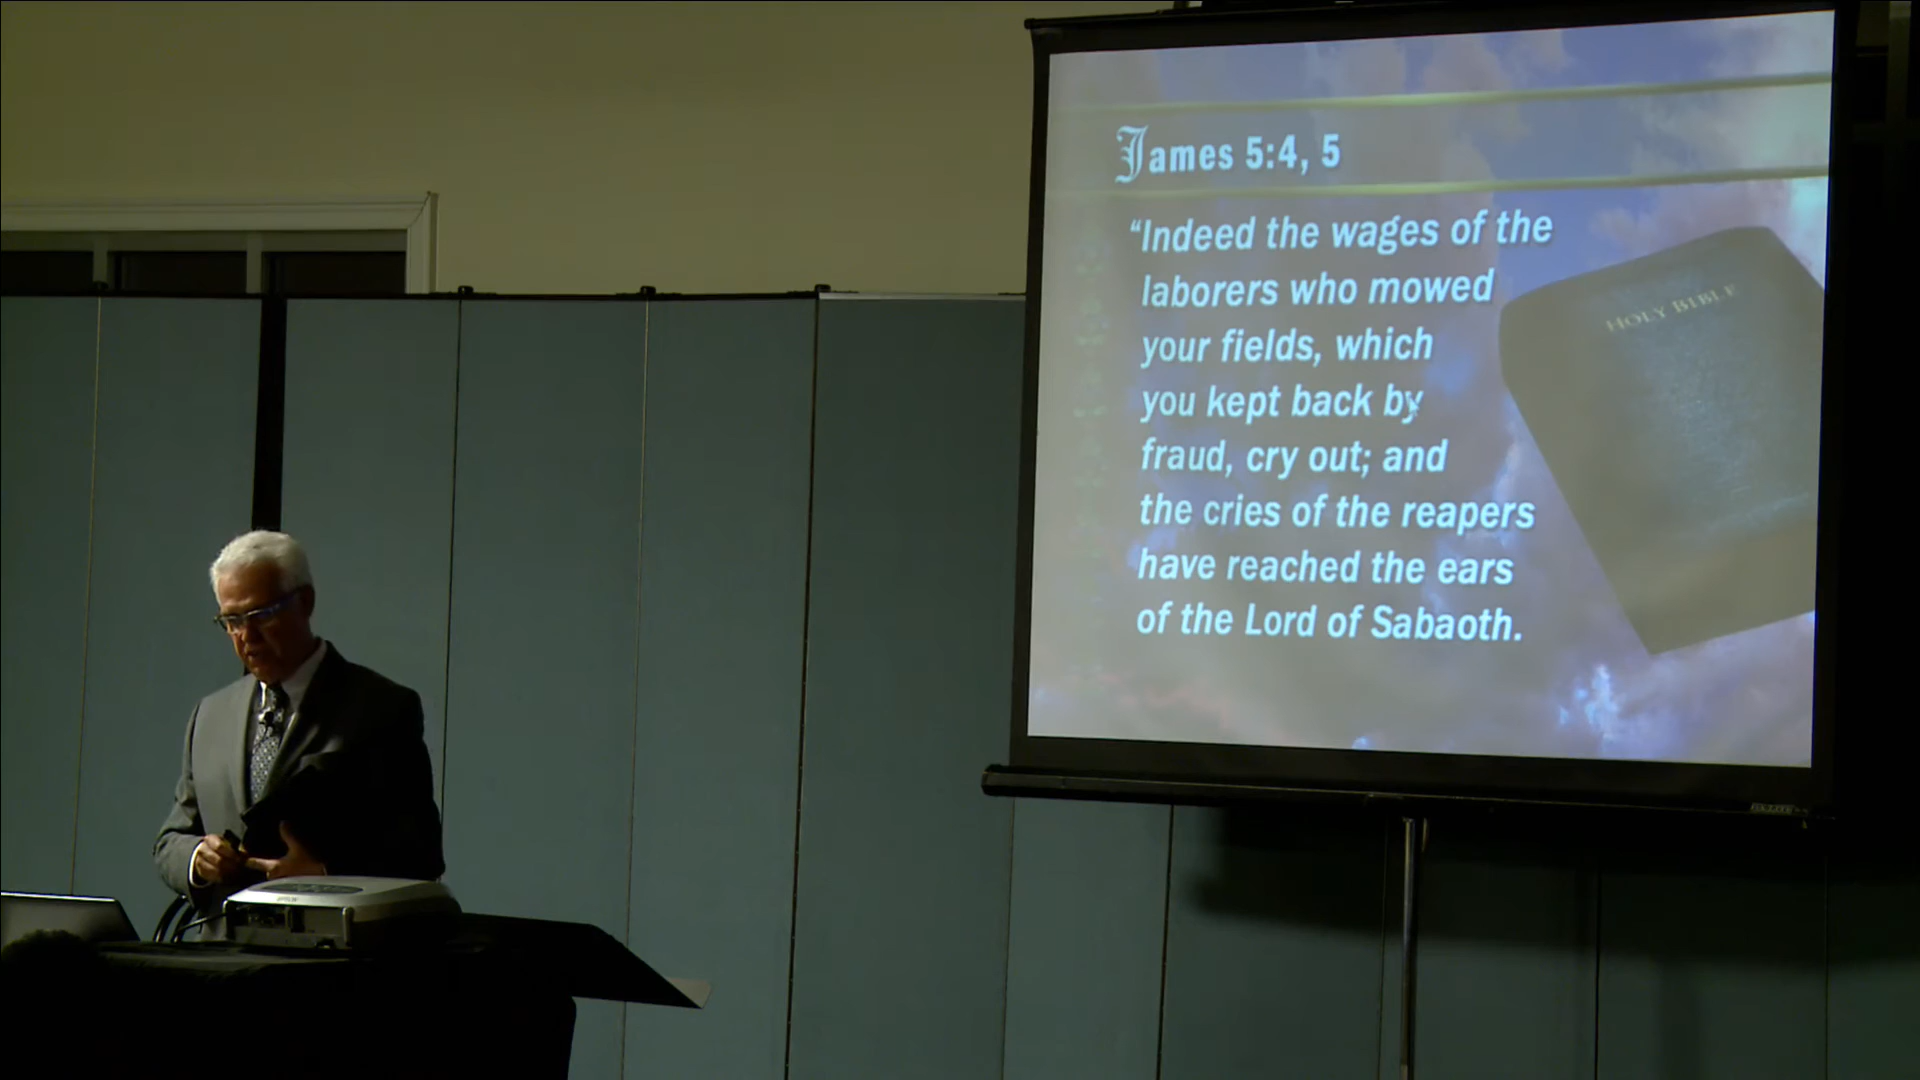 James 5:4, 5
“Indeed the wages of the
laborers who mowed
your fields, which
you kept back by
fraud, cry out; and
the cries of the reapers
have reached the ears
of the Lord of Sabaoth.
HOLY BIBLE